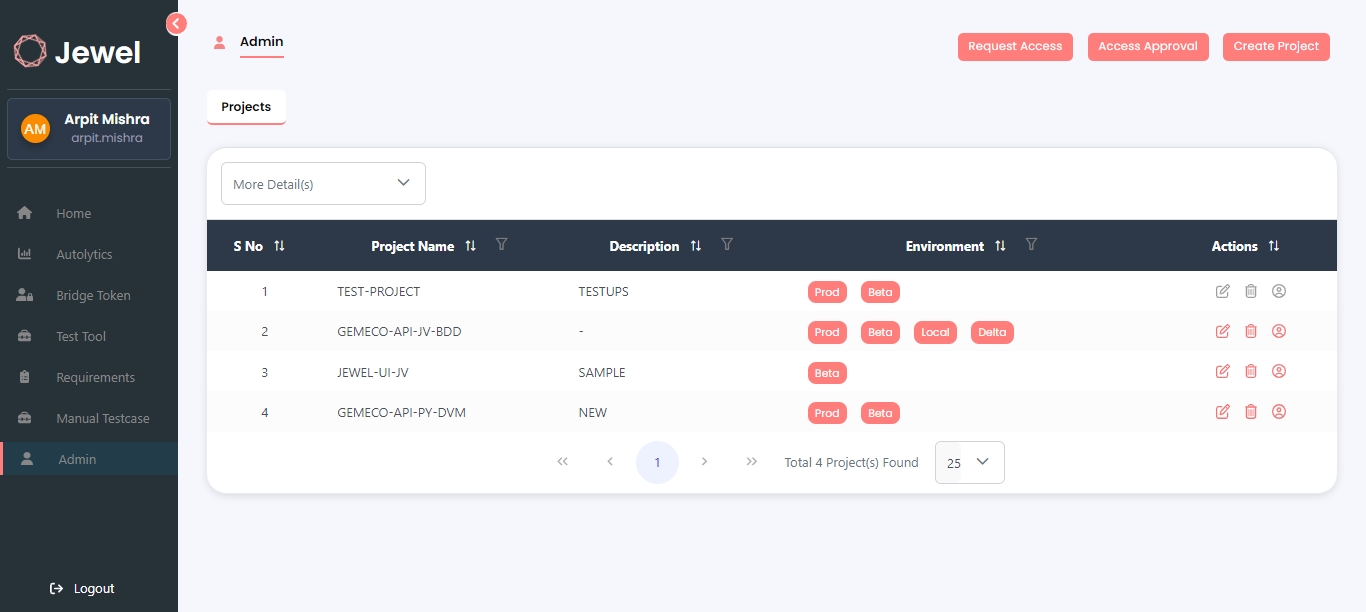 Jewel
AM
Arpit Mishra
arpit.mishra
Home
Autolytics
Bridge Token
Test Tool
Requirements
Manual Testcase
Admin
Logout
Admin
Request Access
Access Approval
Create Project
Projects
More Detail(s)
S No Project Name Description Environment Actions
1 TEST-PROJECT TESTUPS Prod Beta
2 GEMECO-API-JV-BDD - Prod Beta Local Delta
3 JEWEL-UI-JV SAMPLE Beta
4 GEMECO-API-PY-DVM NEW Prod Beta
1 Total 4 Project(s) Found 25